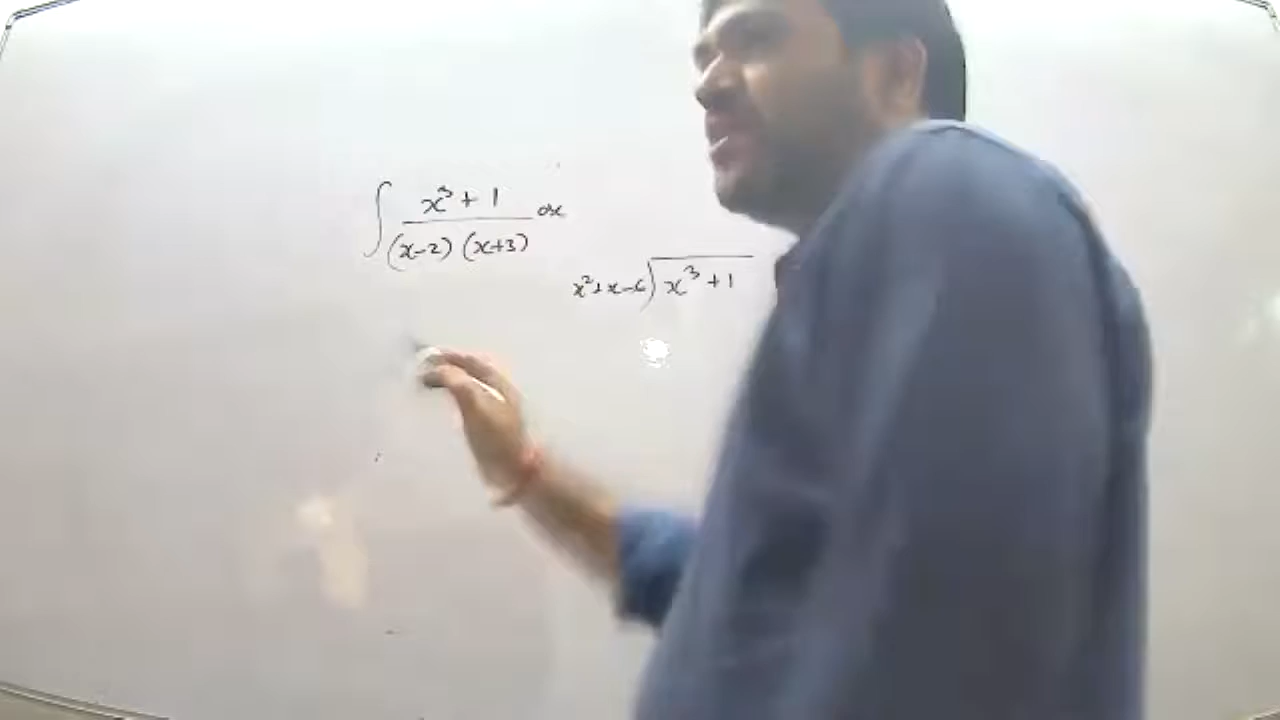 ∫ (x³ + 1) / ((x-2) (x+3)) dx
x² + x - 6 ) x³ + 1